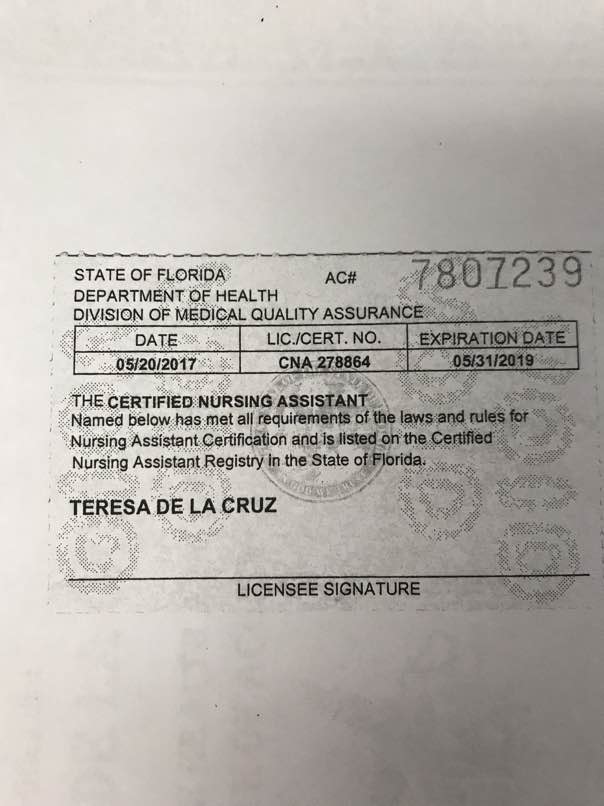 STATE OF FLORIDA AC# 7807239
DEPARTMENT OF HEALTH
DIVISION OF MEDICAL QUALITY ASSURANCE
DATE LIC./CERT. NO. EXPIRATION DATE
05/20/2017 CNA 278864 05/31/2019
THE CERTIFIED NURSING ASSISTANT
Named below has met all requirements of the laws and rules for
Nursing Assistant Certification and is listed on the Certified
Nursing Assistant Registry in the State of Florida.
TERESA DE LA CRUZ
LICENSEE SIGNATURE